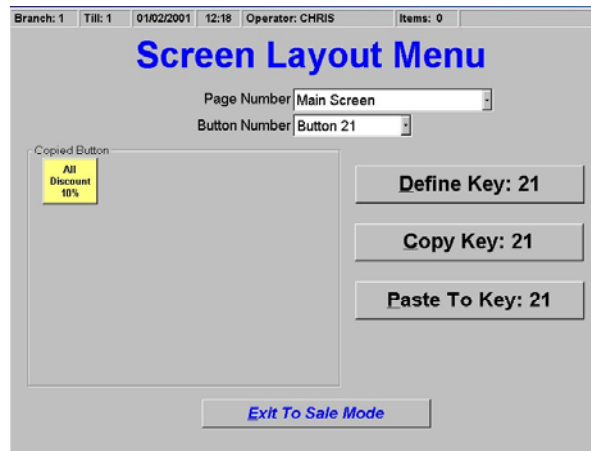 Branch: 1 Till: 1 01/02/2001 12:18 Operator: CHRIS Items: 0
Screen Layout Menu
Page Number Main Screen
Button Number Button 21
Copied Button
All
Discount
10%
Define Key: 21
Copy Key: 21
Paste To Key: 21
Exit To Sale Mode